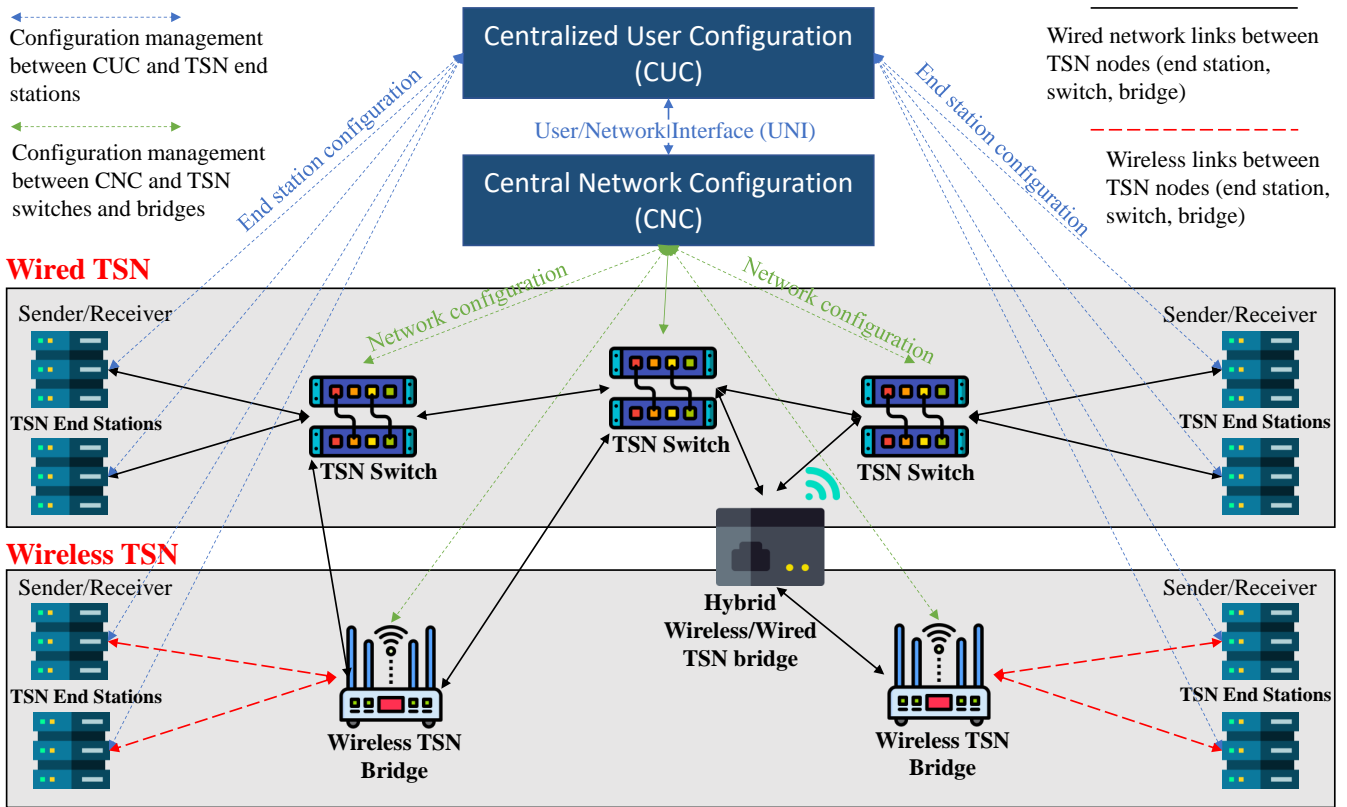 Configuration management
between CUC and TSN end
stations
Configuration management
between CNC and TSN
switches and bridges
Centralized User Configuration
(CUC)
User/Network Interface (UNI)
Central Network Configuration
(CNC)
Wired network links between
TSN nodes (end station,
switch, bridge)
Wireless links between
TSN nodes (end station,
switch, bridge)
End station configuration
End station configuration
Network configuration
Network configuration
Wired TSN
Sender/Receiver
TSN End Stations
TSN Switch
TSN Switch
TSN Switch
Sender/Receiver
TSN End Stations
Wireless TSN
Sender/Receiver
TSN End Stations
Wireless TSN
Bridge
Hybrid
Wireless/Wired
TSN bridge
Wireless TSN
Bridge
Sender/Receiver
TSN End Stations